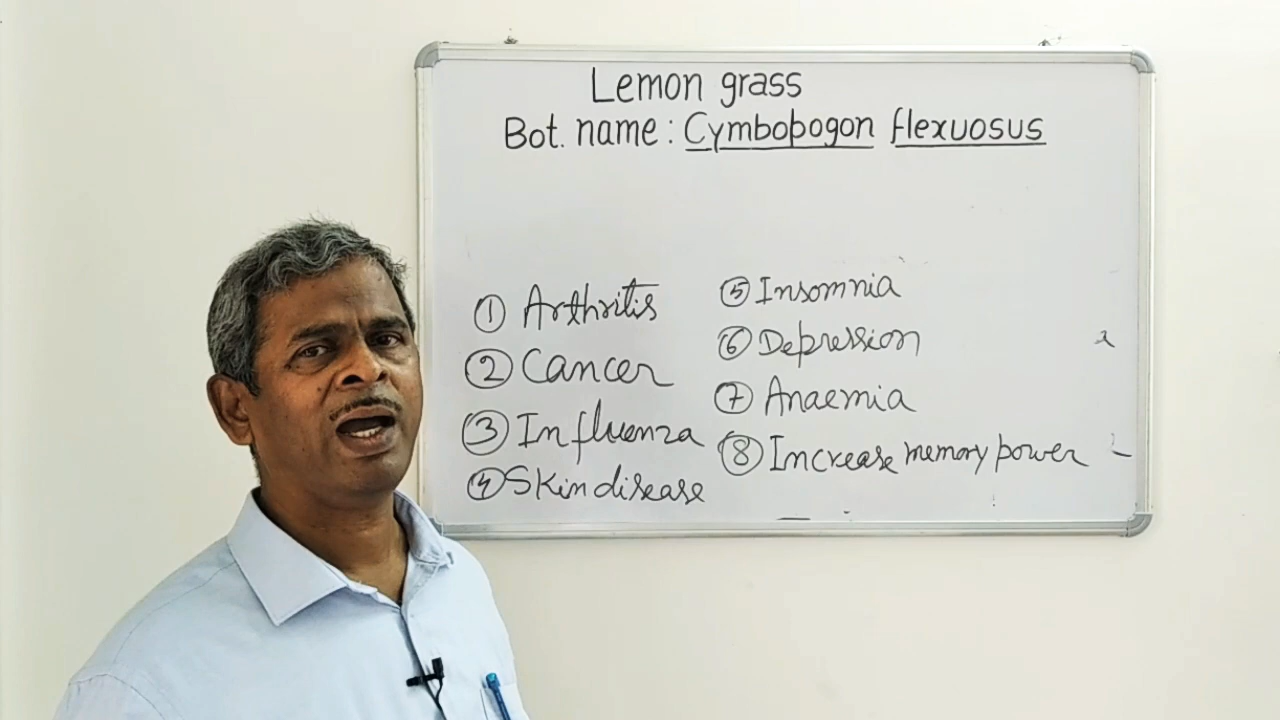 Lemon grass
Bot. name: Cymbopogon flexuosus
① Arthritis
② Cancer
③ Influenza
④ Skin disease
⑤ Insomnia
⑥ Depression
⑦ Anaemia
⑧ Increase memory power